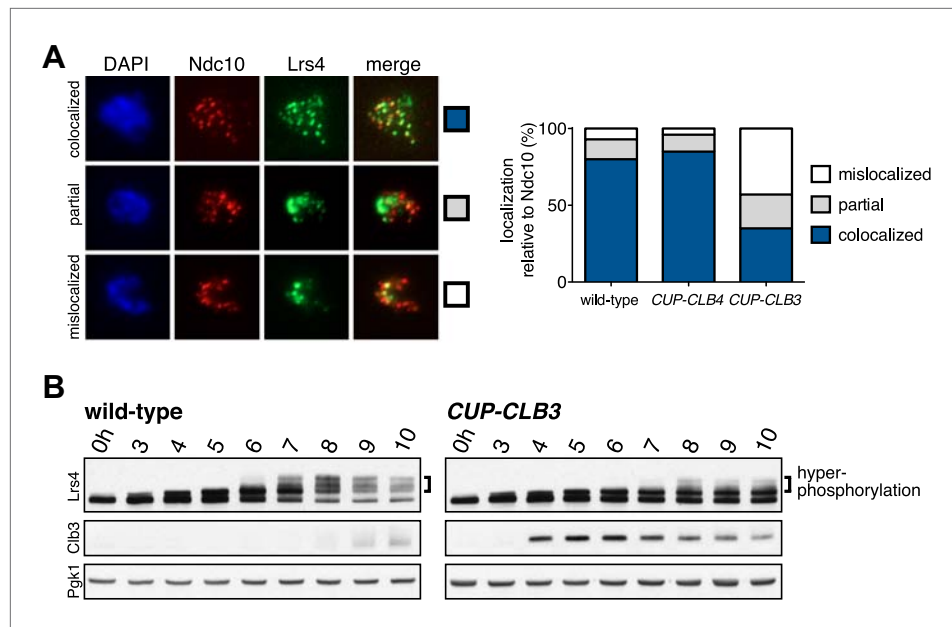 A
DAPI Ndc10 Lrs4 merge
colocalized
partial
mislocalized
localization
relative to Ndc10 (%)
100
50
0
wild-type CUP-CLB4 CUP-CLB3
mislocalized
partial
colocalized
B
wild-type CUP-CLB3
0h 3 4 5 6 7 8 9 10 0h 3 4 5 6 7 8 9 10
Lrs4
hyper-
phosphorylation
Clb3
Pgk1